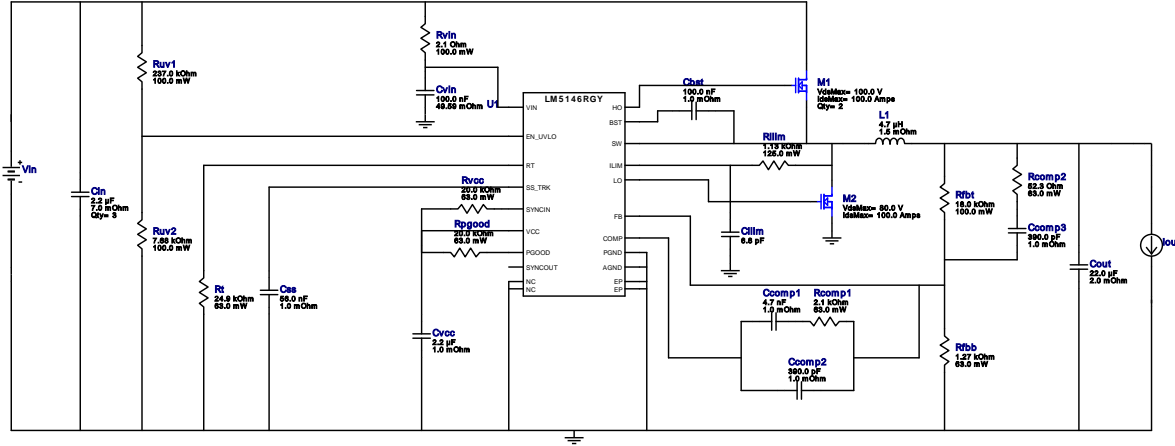 Vin
+
-
Cin
2.2 µF
7.0 mOhm
Qty= 3
Ruv1
237.0 kOhm
100.0 mW
Ruv2
7.68 kOhm
100.0 mW
Rt
24.9 kOhm
63.0 mW
Css
56.0 nF
1.0 mOhm
Rvin
2.1 Ohm
100.0 mW
Cvin
100.0 nF
49.59 mOhm
Rvcc
20.0 kOhm
63.0 mW
Rpgood
20.0 kOhm
63.0 mW
Cvcc
2.2 µF
1.0 mOhm
U1
LM5146RGY
VIN
EN_UVLO
RT
SS_TRK
SYNCIN
VCC
PGOOD
SYNCOUT
NC
NC
HO
BST
SW
ILIM
LO
FB
COMP
PGND
AGND
EP
EP
Cbst
100.0 nF
1.0 mOhm
M1
VdsMax= 100.0 V
IdsMax= 100.0 Amps
Qty= 2
Rilim
1.13 kOhm
125.0 mW
L1
4.7 µH
1.5 mOhm
M2
VdsMax= 80.0 V
IdsMax= 100.0 Amps
Cilim
6.8 pF
Rfbt
18.0 kOhm
100.0 mW
Rcomp2
52.3 Ohm
63.0 mW
Ccomp3
390.0 pF
1.0 mOhm
Cout
22.0 µF
2.0 mOhm
Iout
Ccomp1
4.7 nF
1.0 mOhm
Rcomp1
2.1 kOhm
63.0 mW
Ccomp2
390.0 pF
1.0 mOhm
Rfbb
1.27 kOhm
63.0 mW